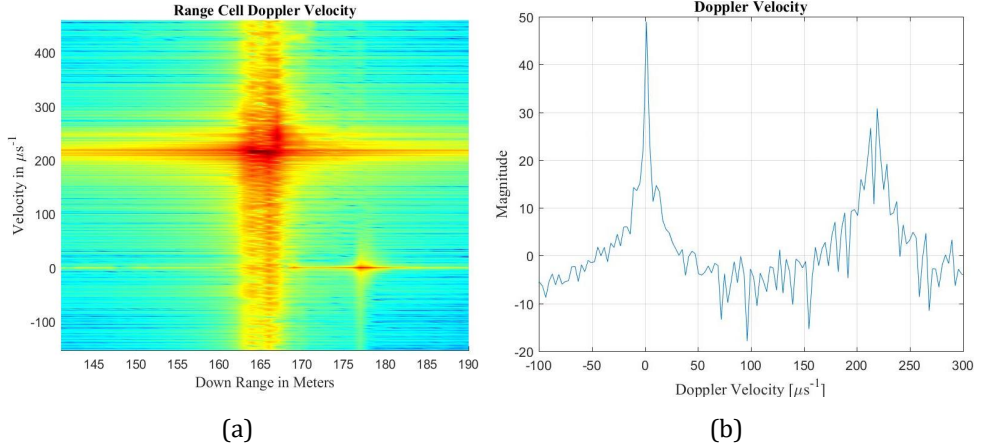 Range Cell Doppler Velocity
Velocity in μs⁻¹
400
300
200
100
0
-100
145 150 155 160 165 170 175 180 185 190
Down Range in Meters
(a)
Doppler Velocity
Magnitude
50
40
30
20
10
0
-10
-20
-100 -50 0 50 100 150 200 250 300
Doppler Velocity [μs⁻¹]
(b)